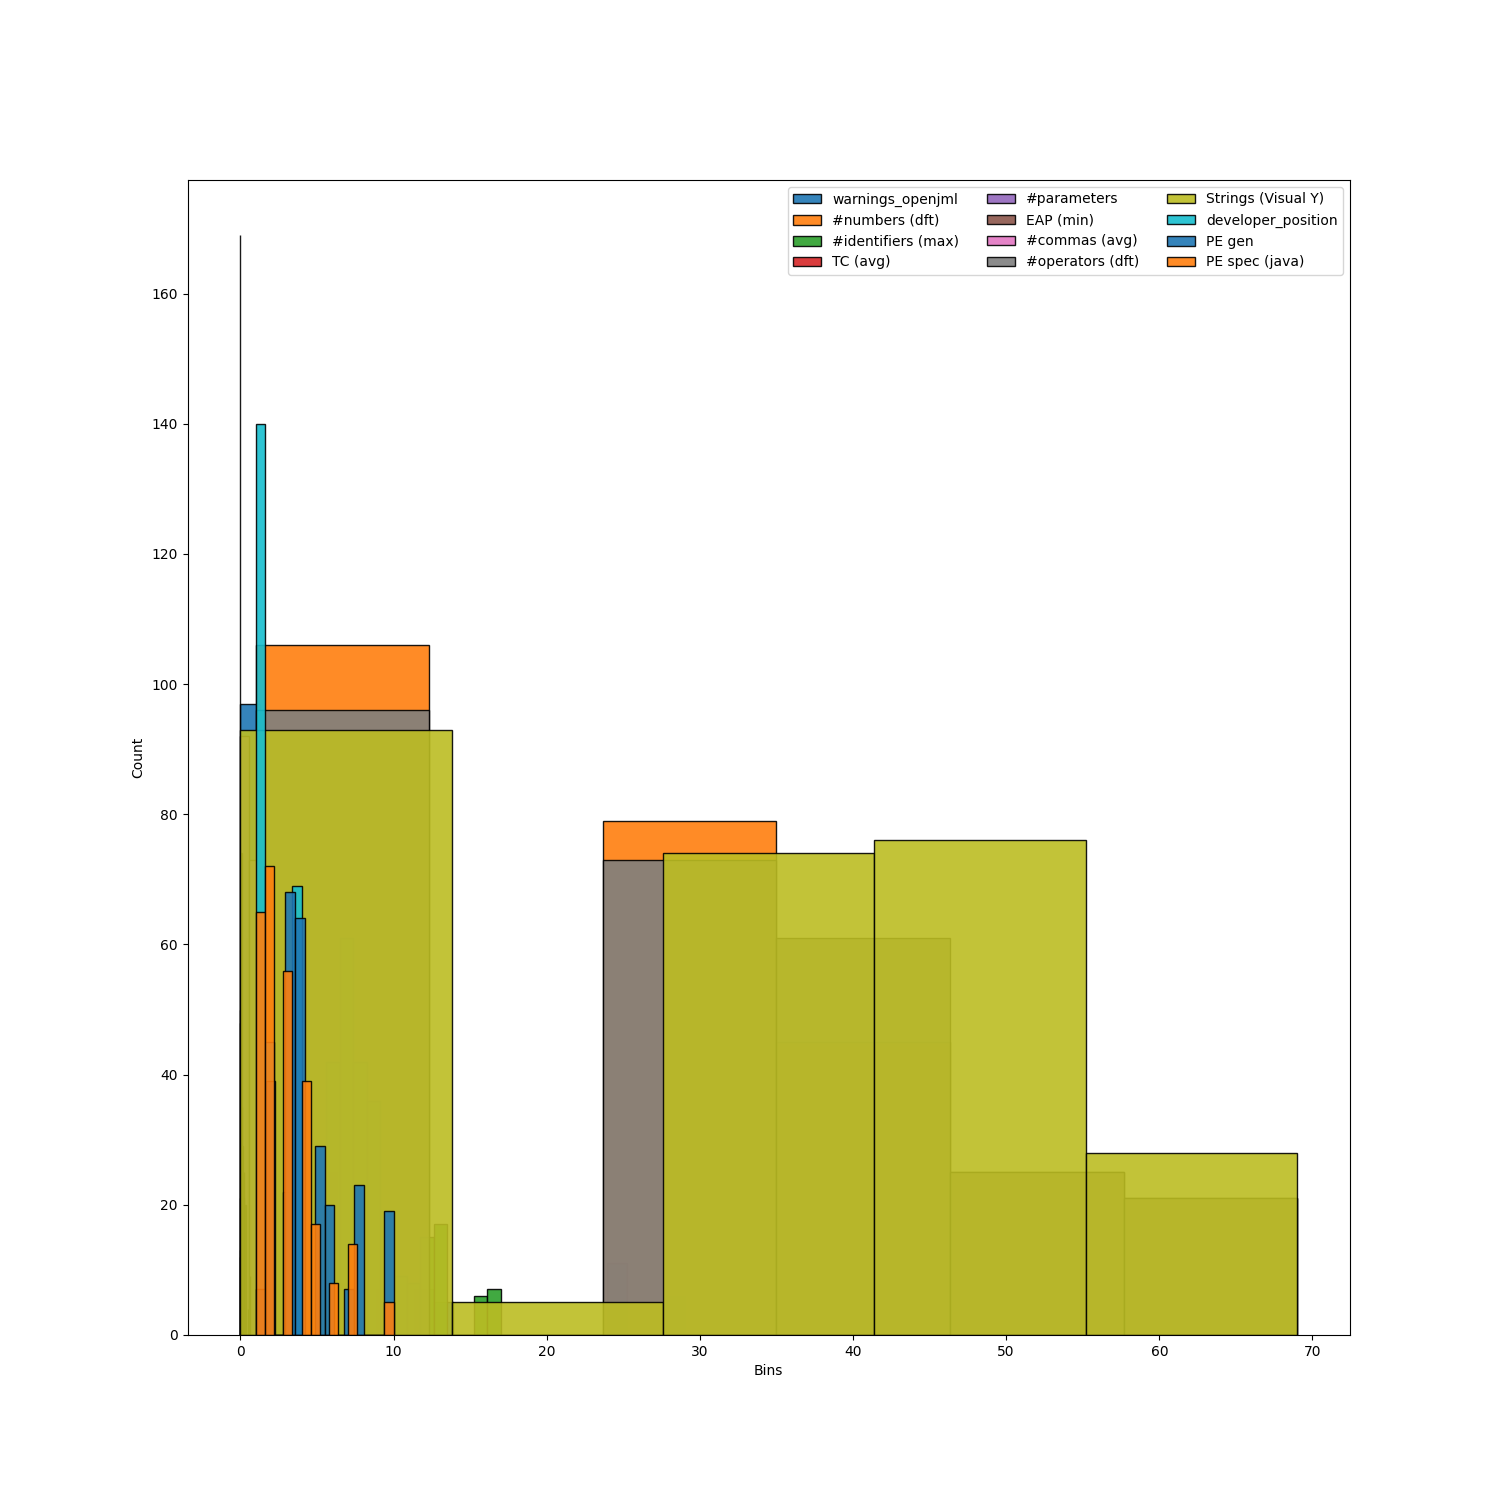 warnings_openjml
#numbers (dft)
#identifiers (max)
TC (avg)
#parameters
EAP (min)
#commas (avg)
#operators (dft)
Strings (Visual Y)
developer_position
PE gen
PE spec (java)
160
140
120
100
80
60
40
20
0
Count
0 10 20 30 40 50 60 70
Bins